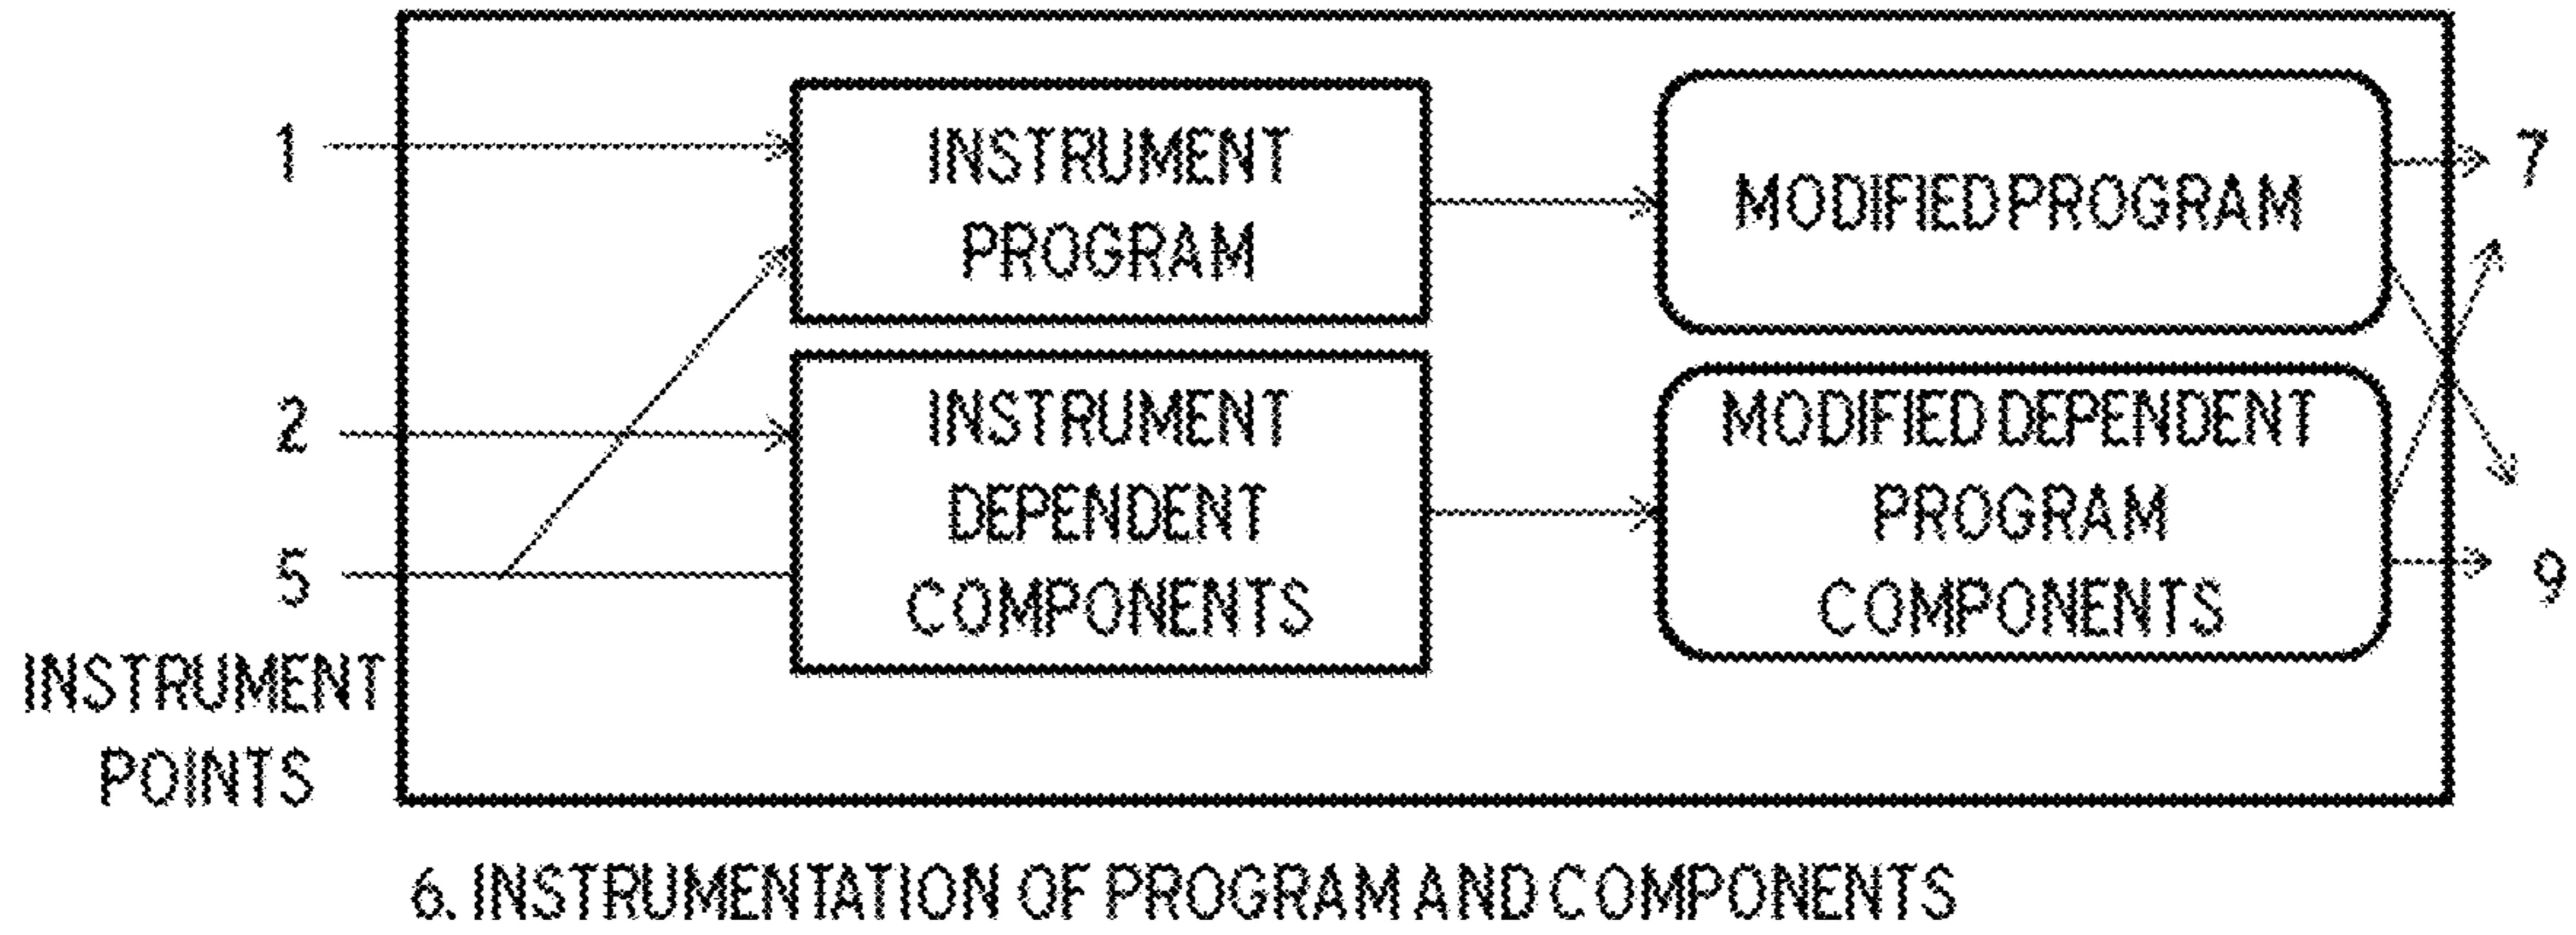 1
INSTRUMENT
PROGRAM
MODIFIED PROGRAM
7
2
INSTRUMENT
DEPENDENT
COMPONENTS
MODIFIED DEPENDENT
PROGRAM
COMPONENTS
5
9
INSTRUMENT
POINTS
6. INSTRUMENTATION OF PROGRAM AND COMPONENTS